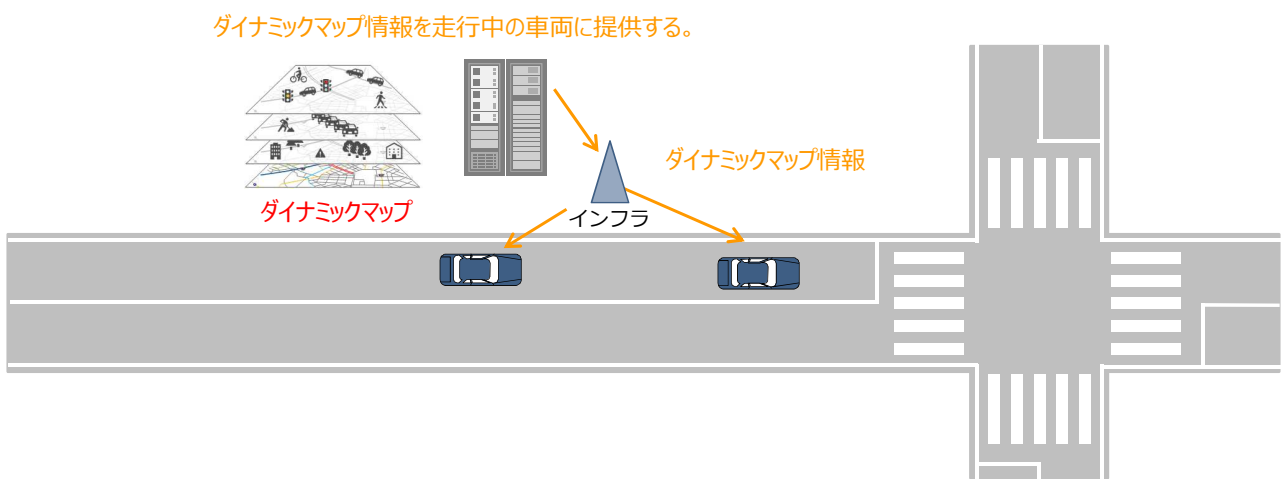 ダイナミックマップ情報を走行中の車両に提供する。
ダイナミックマップ情報
ダイナミックマップ
インフラ